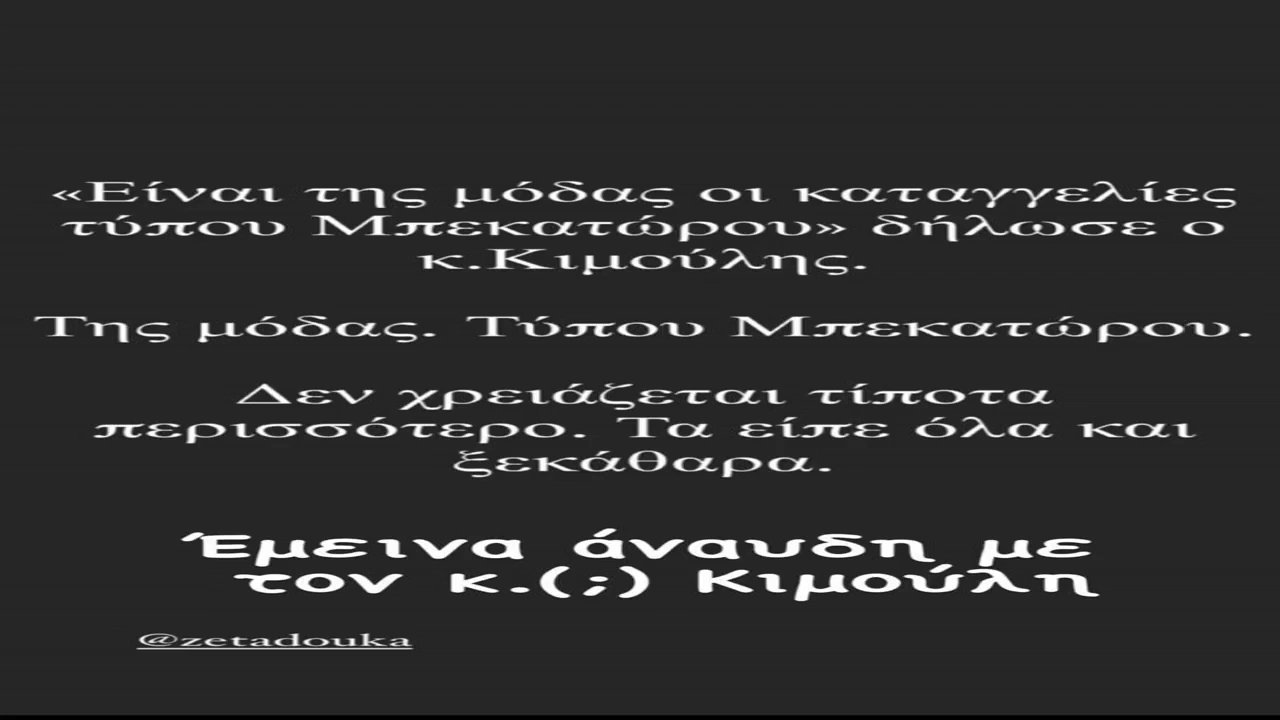 «Είναι της μόδας οι καταγγελίες
τύπου Μπεκατώρου» δήλωσε ο
κ.Κιμούλης.
Της μόδας. Τύπου Μπεκατώρου.
Δεν χρειάζεται τίποτα
περισσότερο. Τα είπε όλα και
ξεκάθαρα.
Έμεινα άναυδη με
τον κ.(;) Κιμούλη
@zetadouka